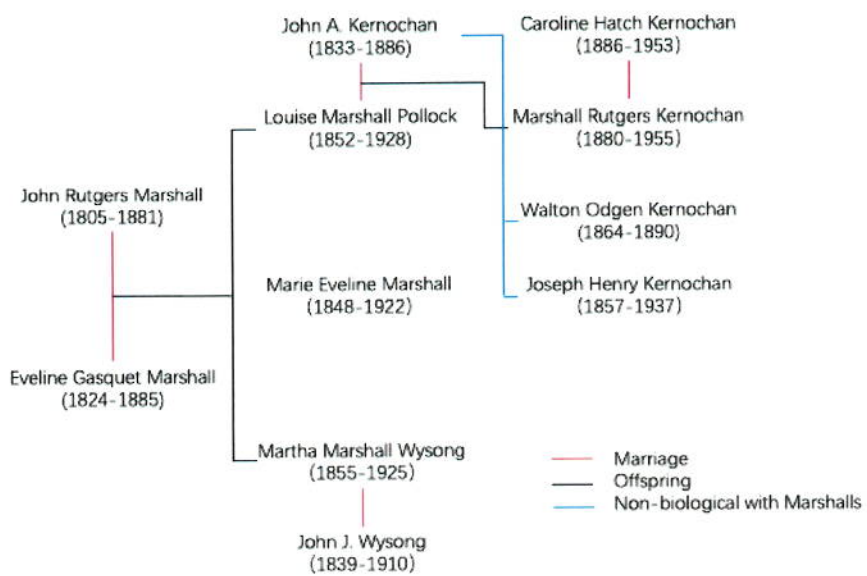 John A. Kernochan
(1833-1886)
Caroline Hatch Kernochan
(1886-1953)
Louise Marshall Pollock
(1852-1928)
Marshall Rutgers Kernochan
(1880-1955)
John Rutgers Marshall
(1805-1881)
Walton Odgen Kernochan
(1864-1890)
Marie Eveline Marshall
(1848-1922)
Joseph Henry Kernochan
(1857-1937)
Eveline Gasquet Marshall
(1824-1885)
Martha Marshall Wysong
(1855-1925)
John J. Wysong
(1839-1910)
Marriage
Offspring
Non-biological with Marshalls